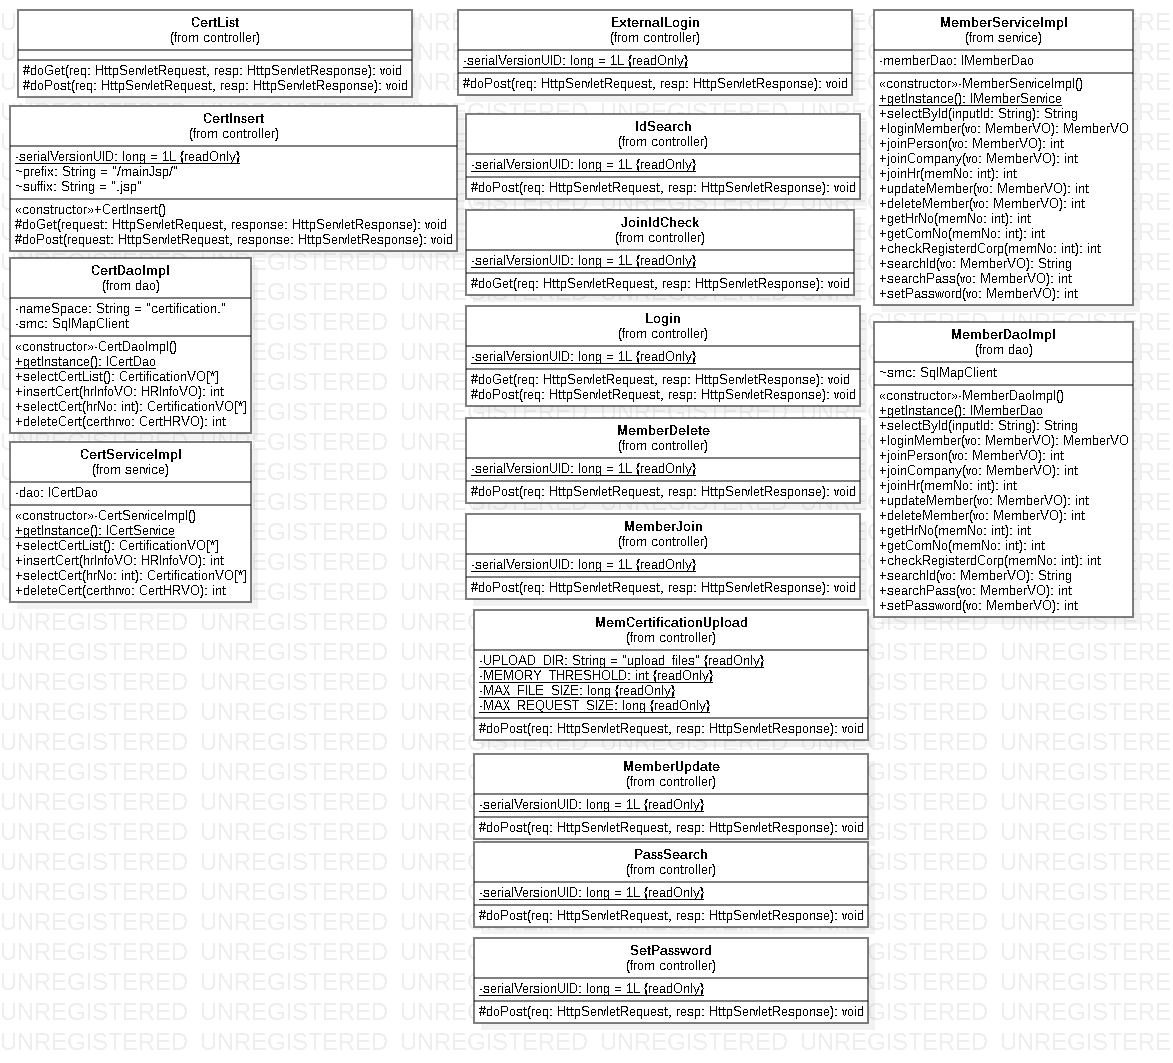 CertList
(from controller)
#doGet(req: HttpServletRequest, resp: HttpServletResponse): void
#doPost(req: HttpServletRequest, resp: HttpServletResponse): void
CertInsert
(from controller)
-serialVersionUID: long = 1L {readOnly}
~prefix: String = "/mainJsp/"
~suffix: String = ".jsp"
«constructor»+CertInsert()
#doGet(request: HttpServletRequest, response: HttpServletResponse): void
#doPost(request: HttpServletRequest, response: HttpServletResponse): void
CertDaoImpl
(from dao)
-nameSpace: String = "certification."
-smc: SqlMapClient
«constructor»-CertDaoImpl()
+getInstance(): ICertDao
+selectCertList(): CertificationVO[*]
+insertCert(hrInfoVO: HRInfoVO): int
+selectCert(hrNo: int): CertificationVO[*]
+deleteCert(certhrvo: CertHRVO): int
CertServiceImpl
(from service)
-dao: ICertDao
«constructor»-CertServiceImpl()
+getInstance(): ICertService
+selectCertList(): CertificationVO[*]
+insertCert(hrInfoVO: HRInfoVO): int
+selectCert(hrNo: int): CertificationVO[*]
+deleteCert(certhrvo: CertHRVO): int
ExternalLogin
(from controller)
-serialVersionUID: long = 1L {readOnly}
#doPost(req: HttpServletRequest, resp: HttpServletResponse): void
IdSearch
(from controller)
-serialVersionUID: long = 1L {readOnly}
#doPost(req: HttpServletRequest, resp: HttpServletResponse): void
JoinIdCheck
(from controller)
-serialVersionUID: long = 1L {readOnly}
#doGet(req: HttpServletRequest, resp: HttpServletResponse): void
Login
(from controller)
-serialVersionUID: long = 1L {readOnly}
#doGet(req: HttpServletRequest, resp: HttpServletResponse): void
#doPost(req: HttpServletRequest, resp: HttpServletResponse): void
MemberDelete
(from controller)
-serialVersionUID: long = 1L {readOnly}
#doPost(req: HttpServletRequest, resp: HttpServletResponse): void
MemberJoin
(from controller)
-serialVersionUID: long = 1L {readOnly}
#doPost(req: HttpServletRequest, resp: HttpServletResponse): void
MemCertificationUpload
(from controller)
-UPLOAD_DIR: String = "upload_files" {readOnly}
-MEMORY_THRESHOLD: int {readOnly}
-MAX_FILE_SIZE: long {readOnly}
-MAX_REQUEST_SIZE: long {readOnly}
#doPost(req: HttpServletRequest, resp: HttpServletResponse): void
MemberUpdate
(from controller)
-serialVersionUID: long = 1L {readOnly}
#doPost(req: HttpServletRequest, resp: HttpServletResponse): void
PassSearch
(from controller)
-serialVersionUID: long = 1L {readOnly}
#doPost(req: HttpServletRequest, resp: HttpServletResponse): void
SetPassword
(from controller)
-serialVersionUID: long = 1L {readOnly}
#doPost(req: HttpServletRequest, resp: HttpServletResponse): void
MemberServiceImpl
(from service)
-memberDao: IMemberDao
«constructor»-MemberServiceImpl()
+getInstance(): IMemberService
+selectById(inputId: String): String
+loginMember(vo: MemberVO): MemberVO
+joinPerson(vo: MemberVO): int
+joinCompany(vo: MemberVO): int
+joinHr(memNo: int): int
+updateMember(vo: MemberVO): int
+deleteMember(vo: MemberVO): int
+getHrNo(memNo: int): int
+getComNo(memNo: int): int
+checkRegisterdCorp(memNo: int): int
+searchId(vo: MemberVO): String
+searchPass(vo: MemberVO): int
+setPassword(vo: MemberVO): int
MemberDaoImpl
(from dao)
~smc: SqlMapClient
«constructor»-MemberDaoImpl()
+getInstance(): IMemberDao
+selectById(inputId: String): String
+loginMember(vo: MemberVO): MemberVO
+joinPerson(vo: MemberVO): int
+joinCompany(vo: MemberVO): int
+joinHr(memNo: int): int
+updateMember(vo: MemberVO): int
+deleteMember(vo: MemberVO): int
+getHrNo(memNo: int): int
+getComNo(memNo: int): int
+checkRegisterdCorp(memNo: int): int
+searchId(vo: MemberVO): String
+searchPass(vo: MemberVO): int
+setPassword(vo: MemberVO): int
UNREGISTERED